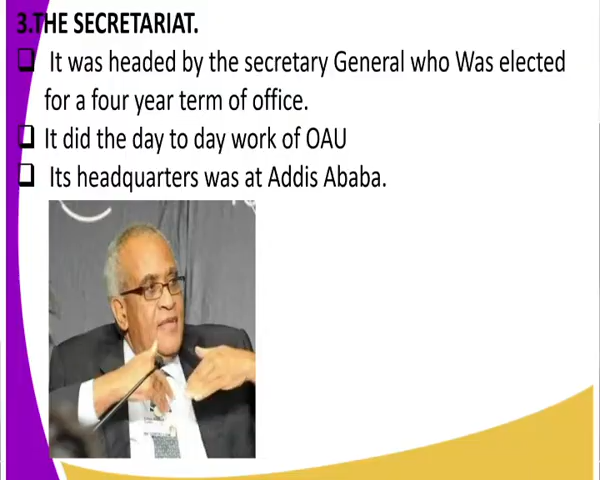 3.THE SECRETARIAT.
It was headed by the secretary General who Was elected
for a four year term of office.
It did the day to day work of OAU
Its headquarters was at Addis Ababa.